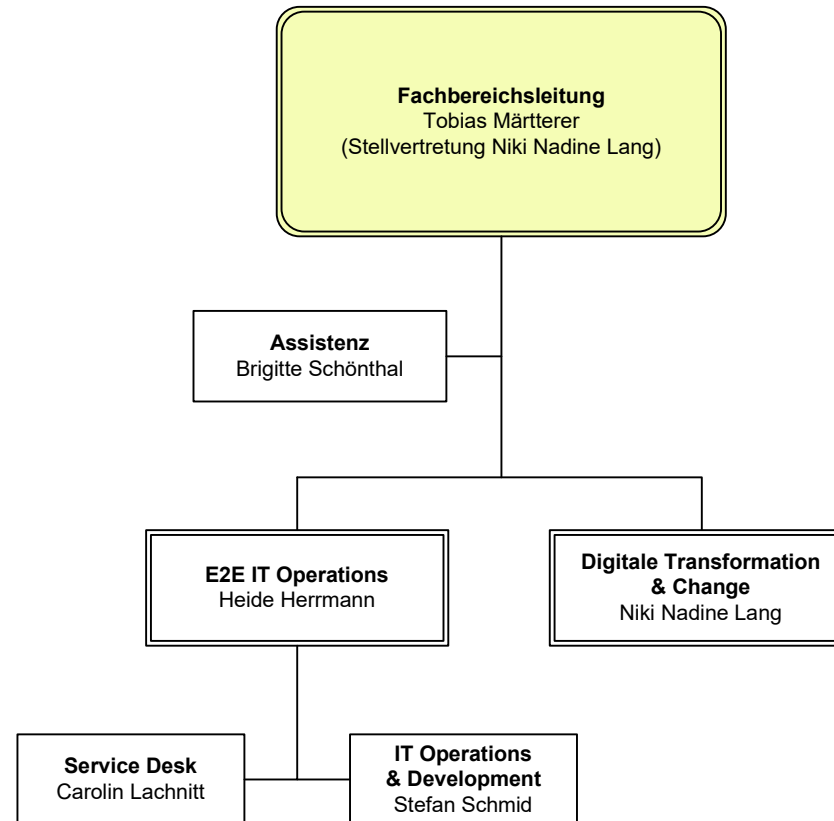 Fachbereichsleitung
Tobias Märtterer
(Stellvertretung Niki Nadine Lang)
Assistenz
Brigitte Schönthal
E2E IT Operations
Heide Herrmann
Digitale Transformation
& Change
Niki Nadine Lang
Service Desk
Carolin Lachnitt
IT Operations
& Development
Stefan Schmid